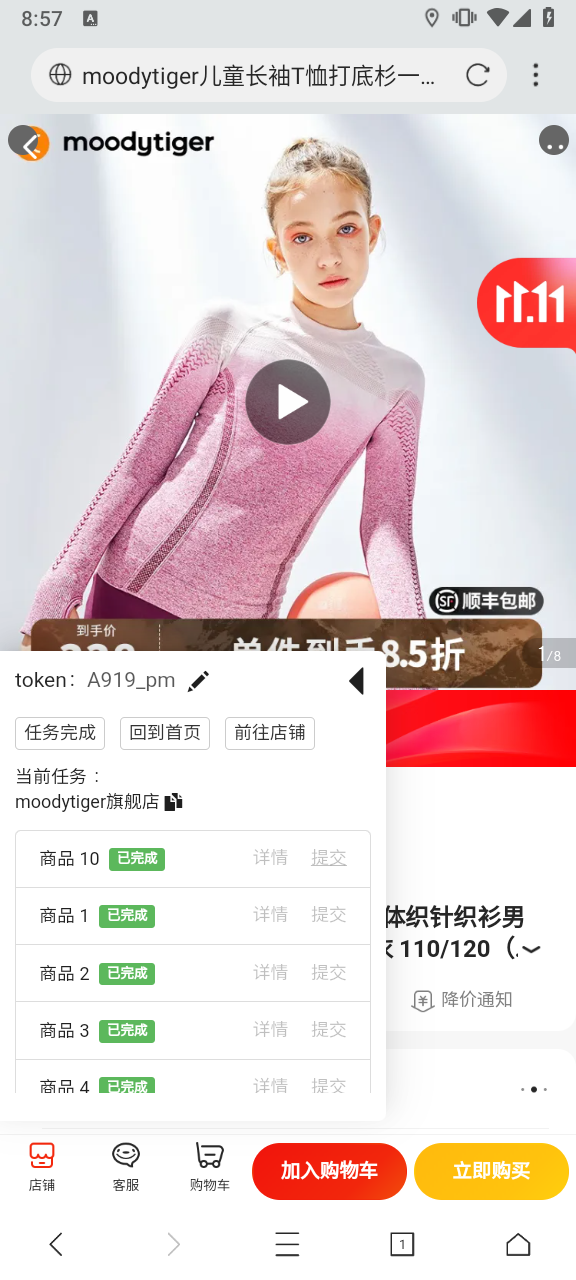 8:57
A
moodytiger儿童长袖T恤打底衫一...
moodytiger
11.11
SF 顺丰包邮
到手价
单件到手8.5折
1/8
token： A919_pm
任务完成 回到首页 前往店铺
当前任务：
moodytiger旗舰店
商品 10 已完成 详情 提交
商品 1 已完成 详情 提交
商品 2 已完成 详情 提交
商品 3 已完成 详情 提交
商品 4 已完成 详情 提交
体织针织衫男
110/120（.
降价通知
店铺 客服 购物车 加入购物车 立即购买
1